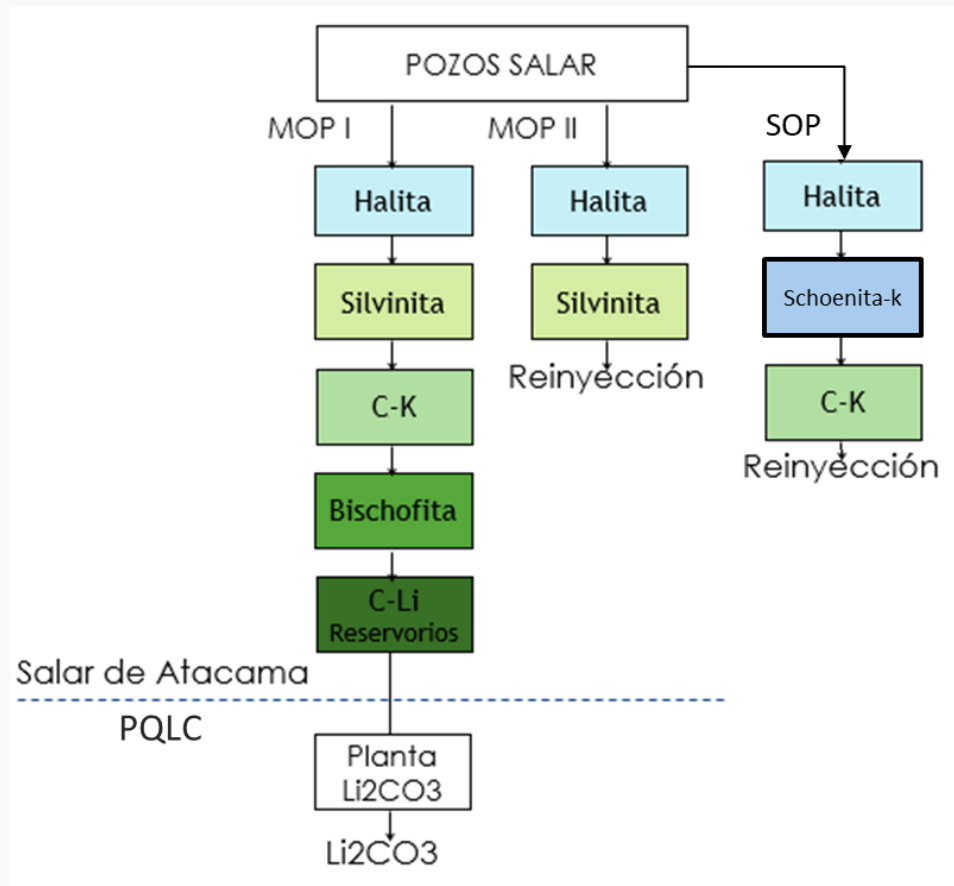 POZOS SALAR
MOP I
MOP II
SOP
Halita
Halita
Halita
Silvinita
Silvinita
Schoenita-k
Reinyección
C-K
C-K
Reinyección
Bischofita
C-Li
Reservorios
Salar de Atacama
PQLC
Planta
Li2CO3
Li2CO3